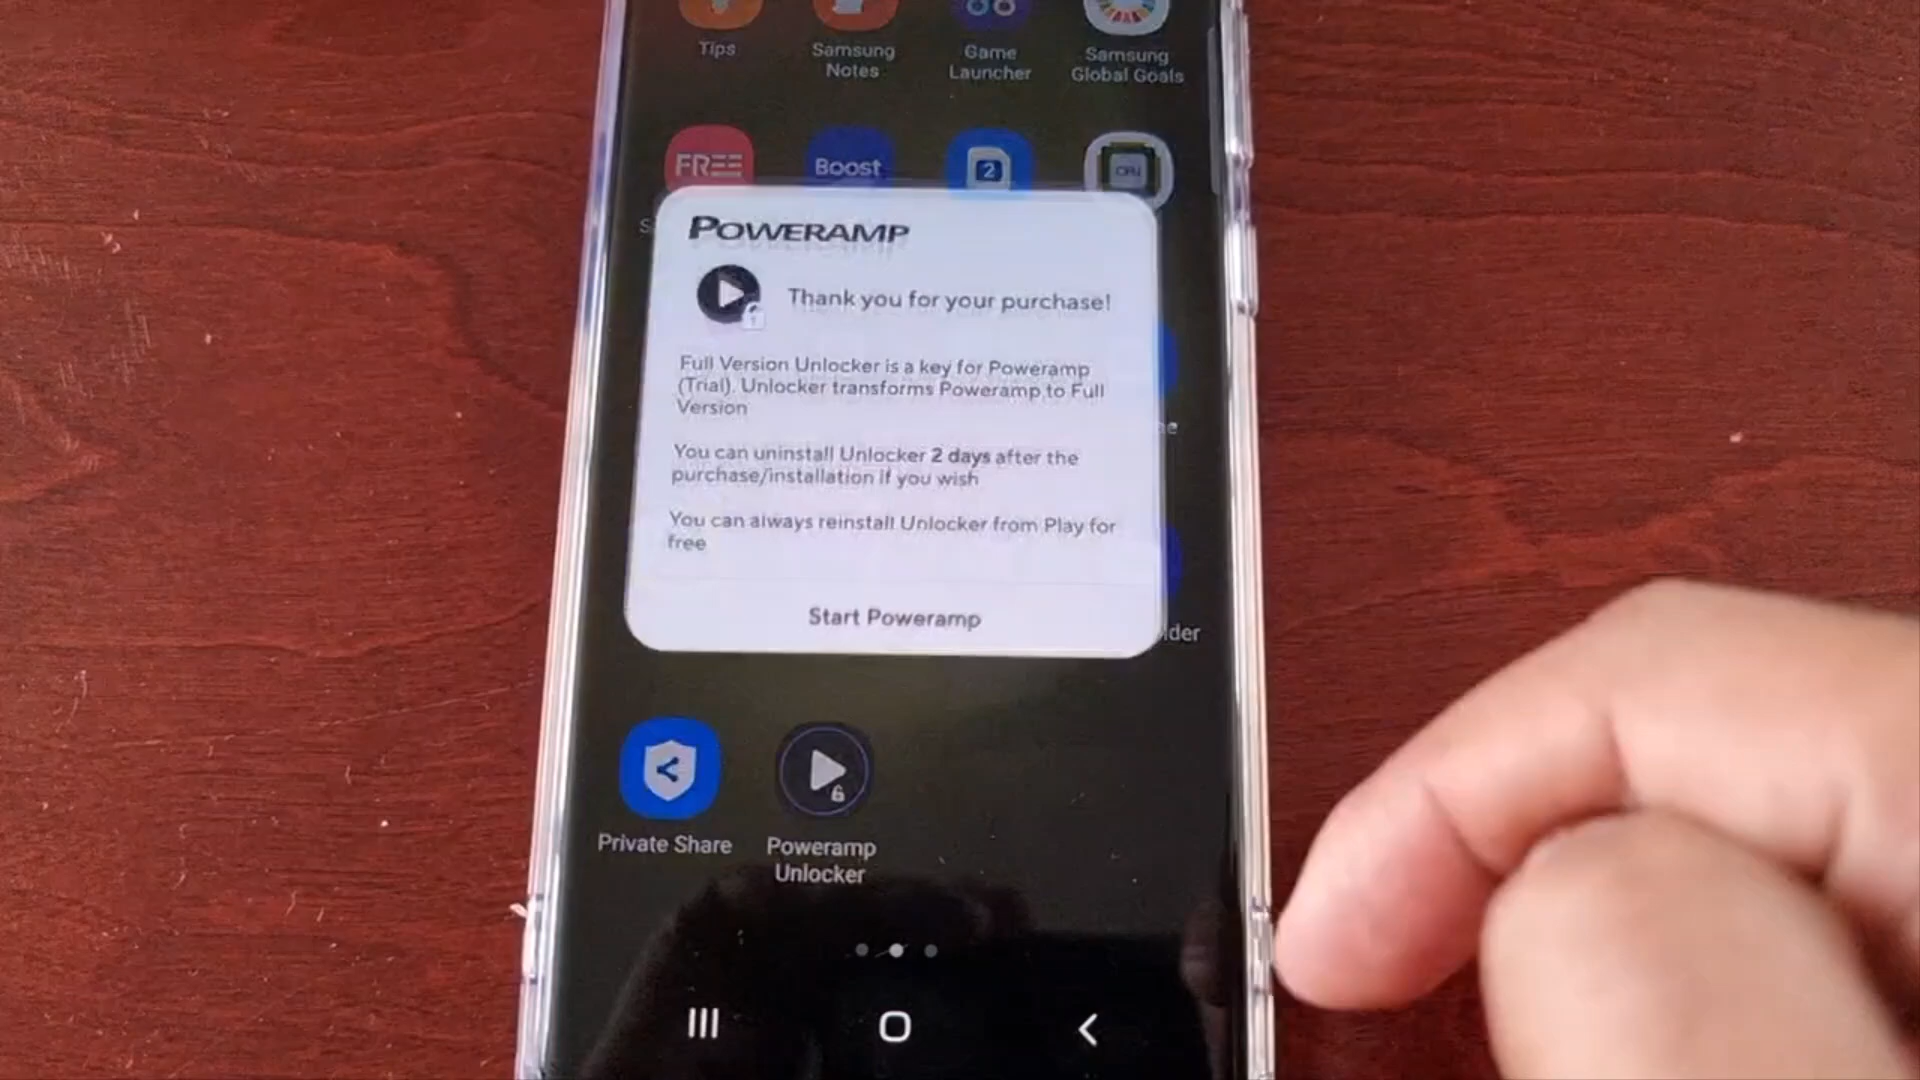 Tips
Samsung
Notes
Game
Launcher
Samsung
Global Goals
FREE
Boost
2
CPU
S
POWERAMP
Thank you for your purchase!
Full Version Unlocker is a key for Poweramp
(Trial). Unlocker transforms Poweramp to Full
Version
You can uninstall Unlocker 2 days after the
purchase/installation if you wish
You can always reinstall Unlocker from Play for
free
Start Poweramp
e
lder
Private Share
Poweramp
Unlocker